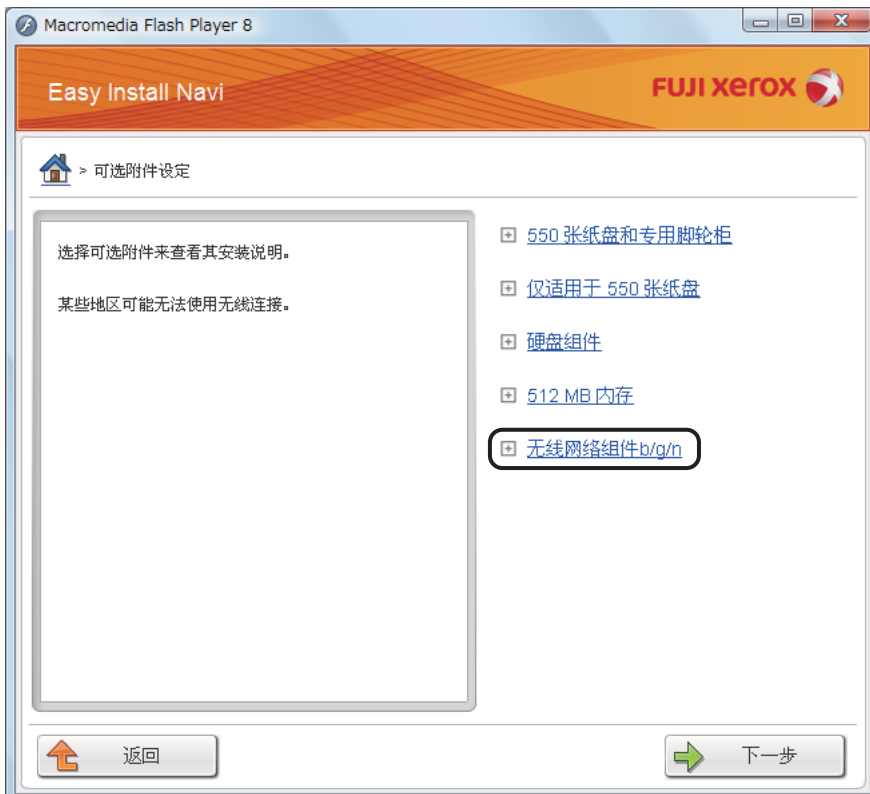 Macromedia Flash Player 8
Easy Install Navi
FUJI xerox
> 可选附件设定
选择可选附件来查看其安装说明。
某些地区可能无法使用无线连接。
550 张纸盘和专用脚轮柜
仅适用于 550 张纸盘
硬盘组件
512 MB 内存
无线网络组件b/g/n
返回
下一步